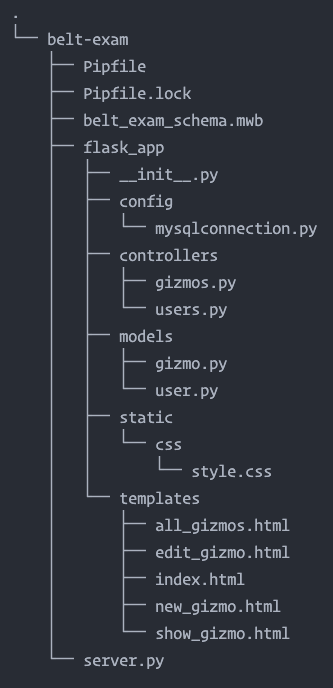 .
└── belt-exam
    ├── Pipfile
    ├── Pipfile.lock
    ├── belt_exam_schema.mwb
    ├── flask_app
    │   ├── __init__.py
    │   ├── config
    │   │   └── mysqlconnection.py
    │   ├── controllers
    │   │   ├── gizmos.py
    │   │   └── users.py
    │   ├── models
    │   │   ├── gizmo.py
    │   │   └── user.py
    │   ├── static
    │   │   └── css
    │   │       └── style.css
    │   └── templates
    │       ├── all_gizmos.html
    │       ├── edit_gizmo.html
    │       ├── index.html
    │       ├── new_gizmo.html
    │       └── show_gizmo.html
    └── server.py